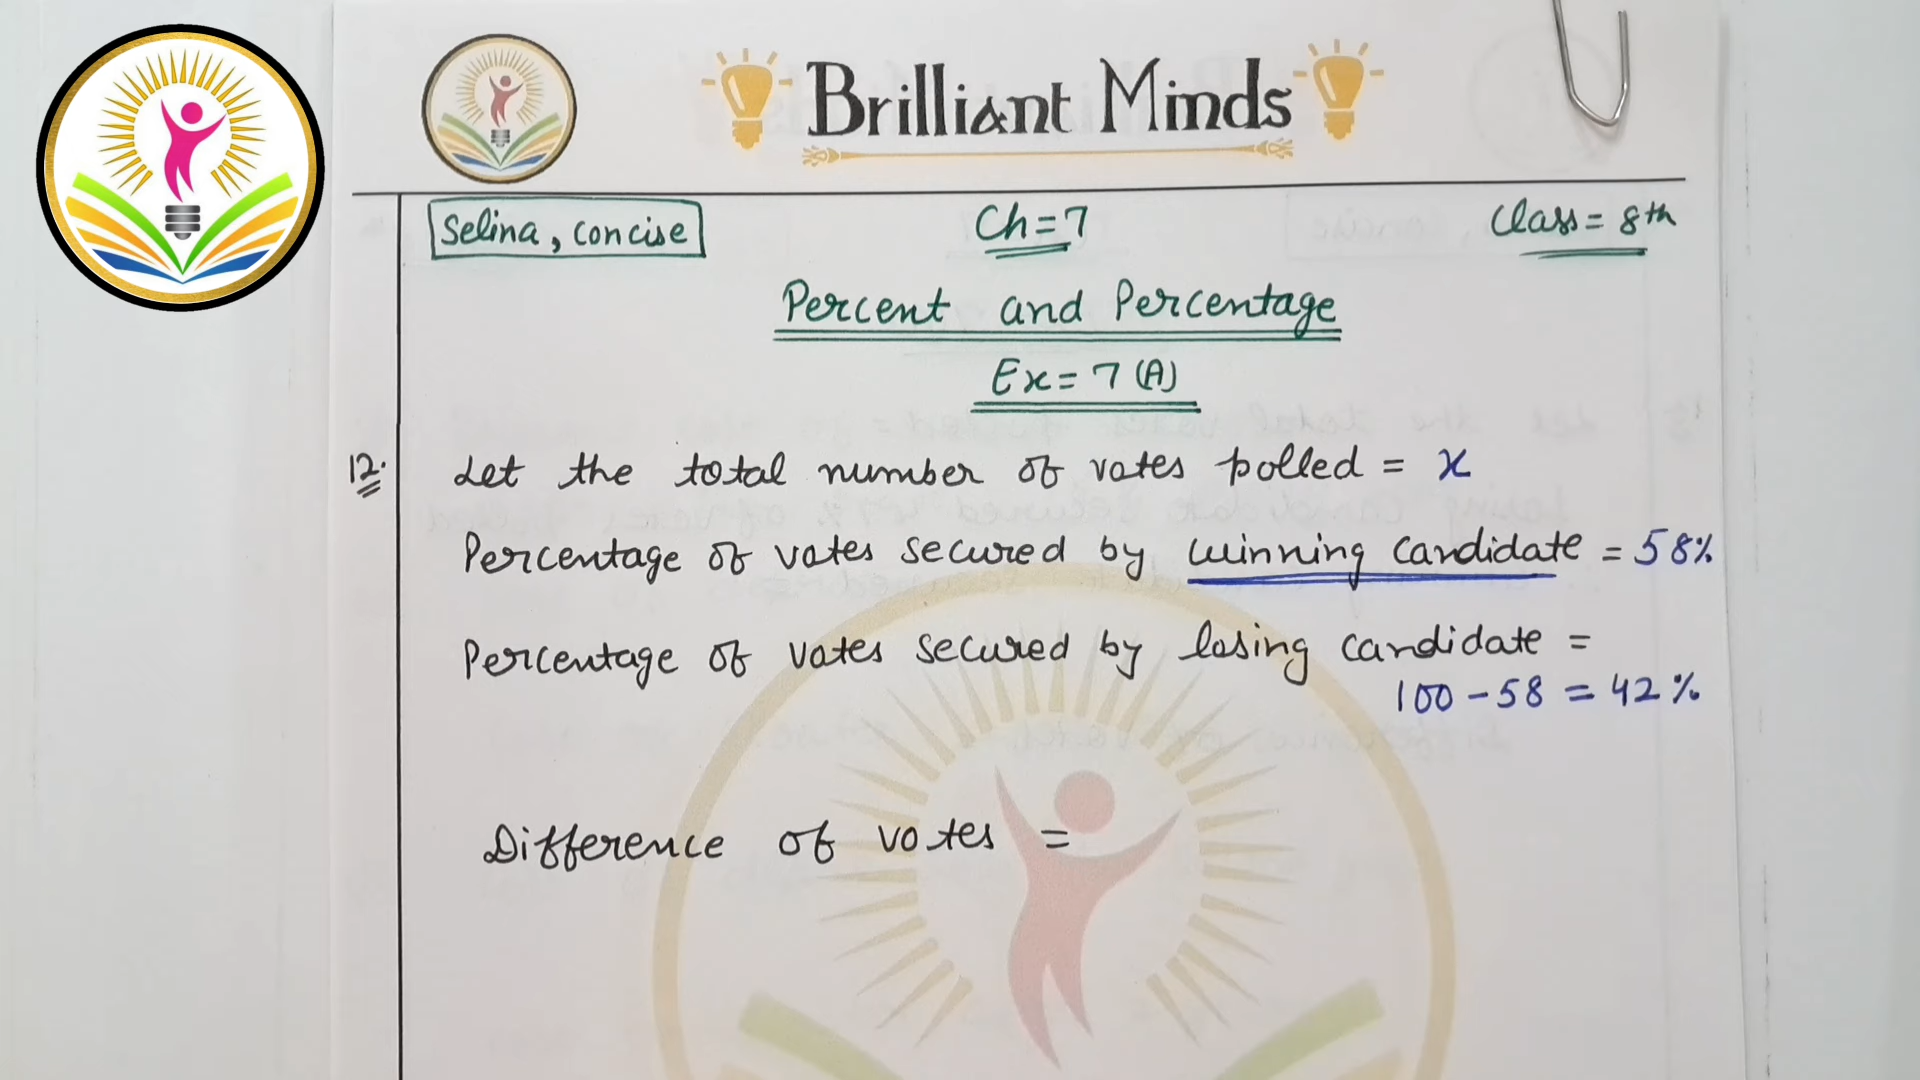 Brilliant Minds
Selina, concise
Ch = 7
Class = 8th
Percent and Percentage
Ex = 7 (A)
12. Let the total number of votes polled = x
Percentage of votes secured by winning candidate = 58%
Percentage of votes secured by losing candidate =
100 - 58 = 42%
Difference of votes =